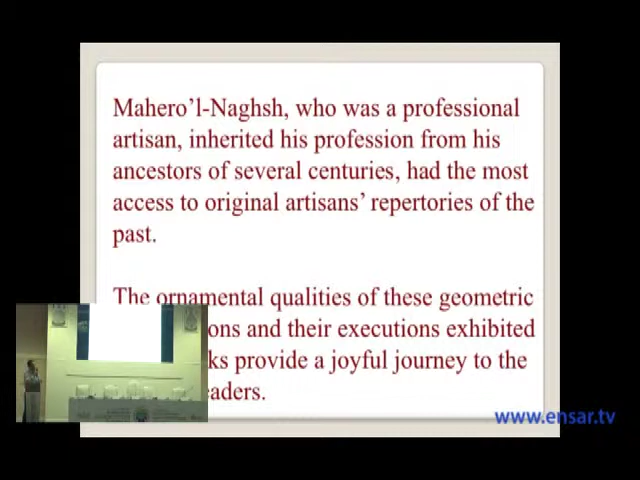 Mahero'l-Naghsh, who was a professional
artisan, inherited his profession from his
ancestors of several centuries, had the most
access to original artisans' repertories of the
past.
The ornamental qualities of these geometric
ons and their executions exhibited
ks provide a joyful journey to the
eaders.
www.ensar.tv